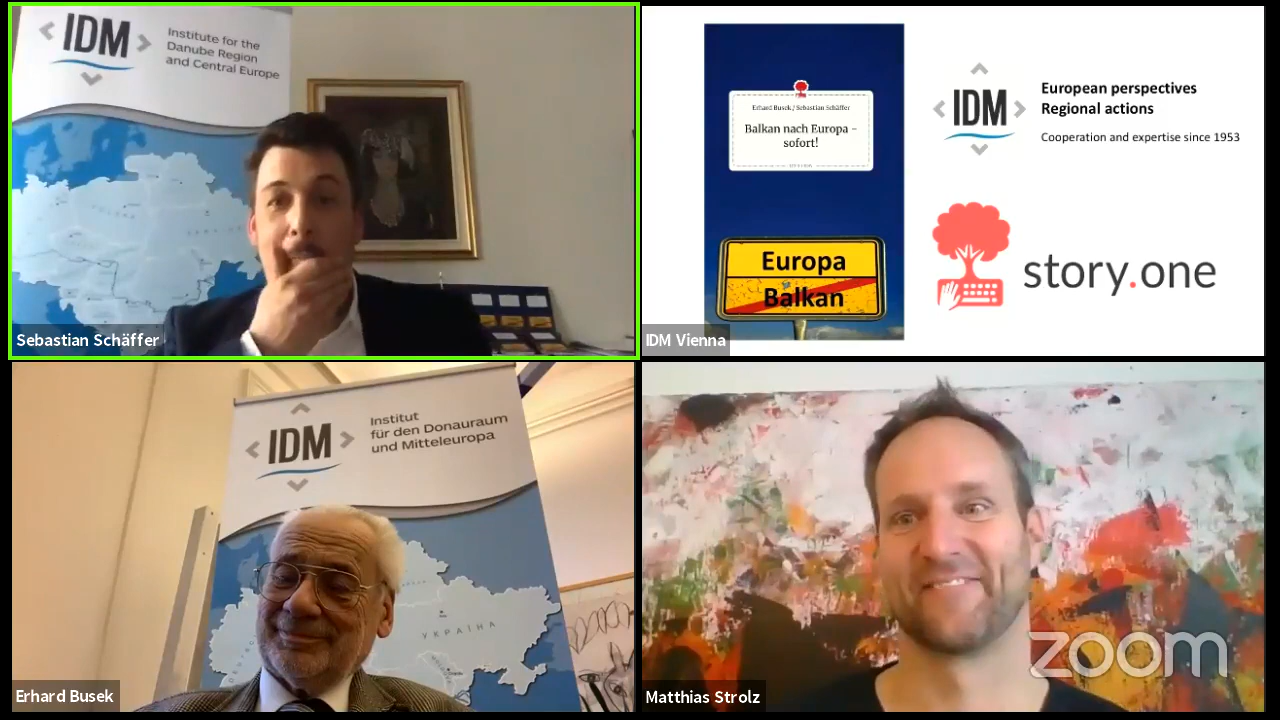 IDM
Institute for the
Danube Region
and Central Europe
Sebastian Schäffer
Erhard Busek / Sebastian Schäffer
Balkan nach Europa –
sofort!
Europa
Balkan
IDM
European perspectives
Regional actions
Cooperation and expertise since 1953
story.one
IDM Vienna
IDM
Institut
für den Donauraum
und Mitteleuropa
УКРАЇНА
Erhard Busek
Matthias Strolz
zoom